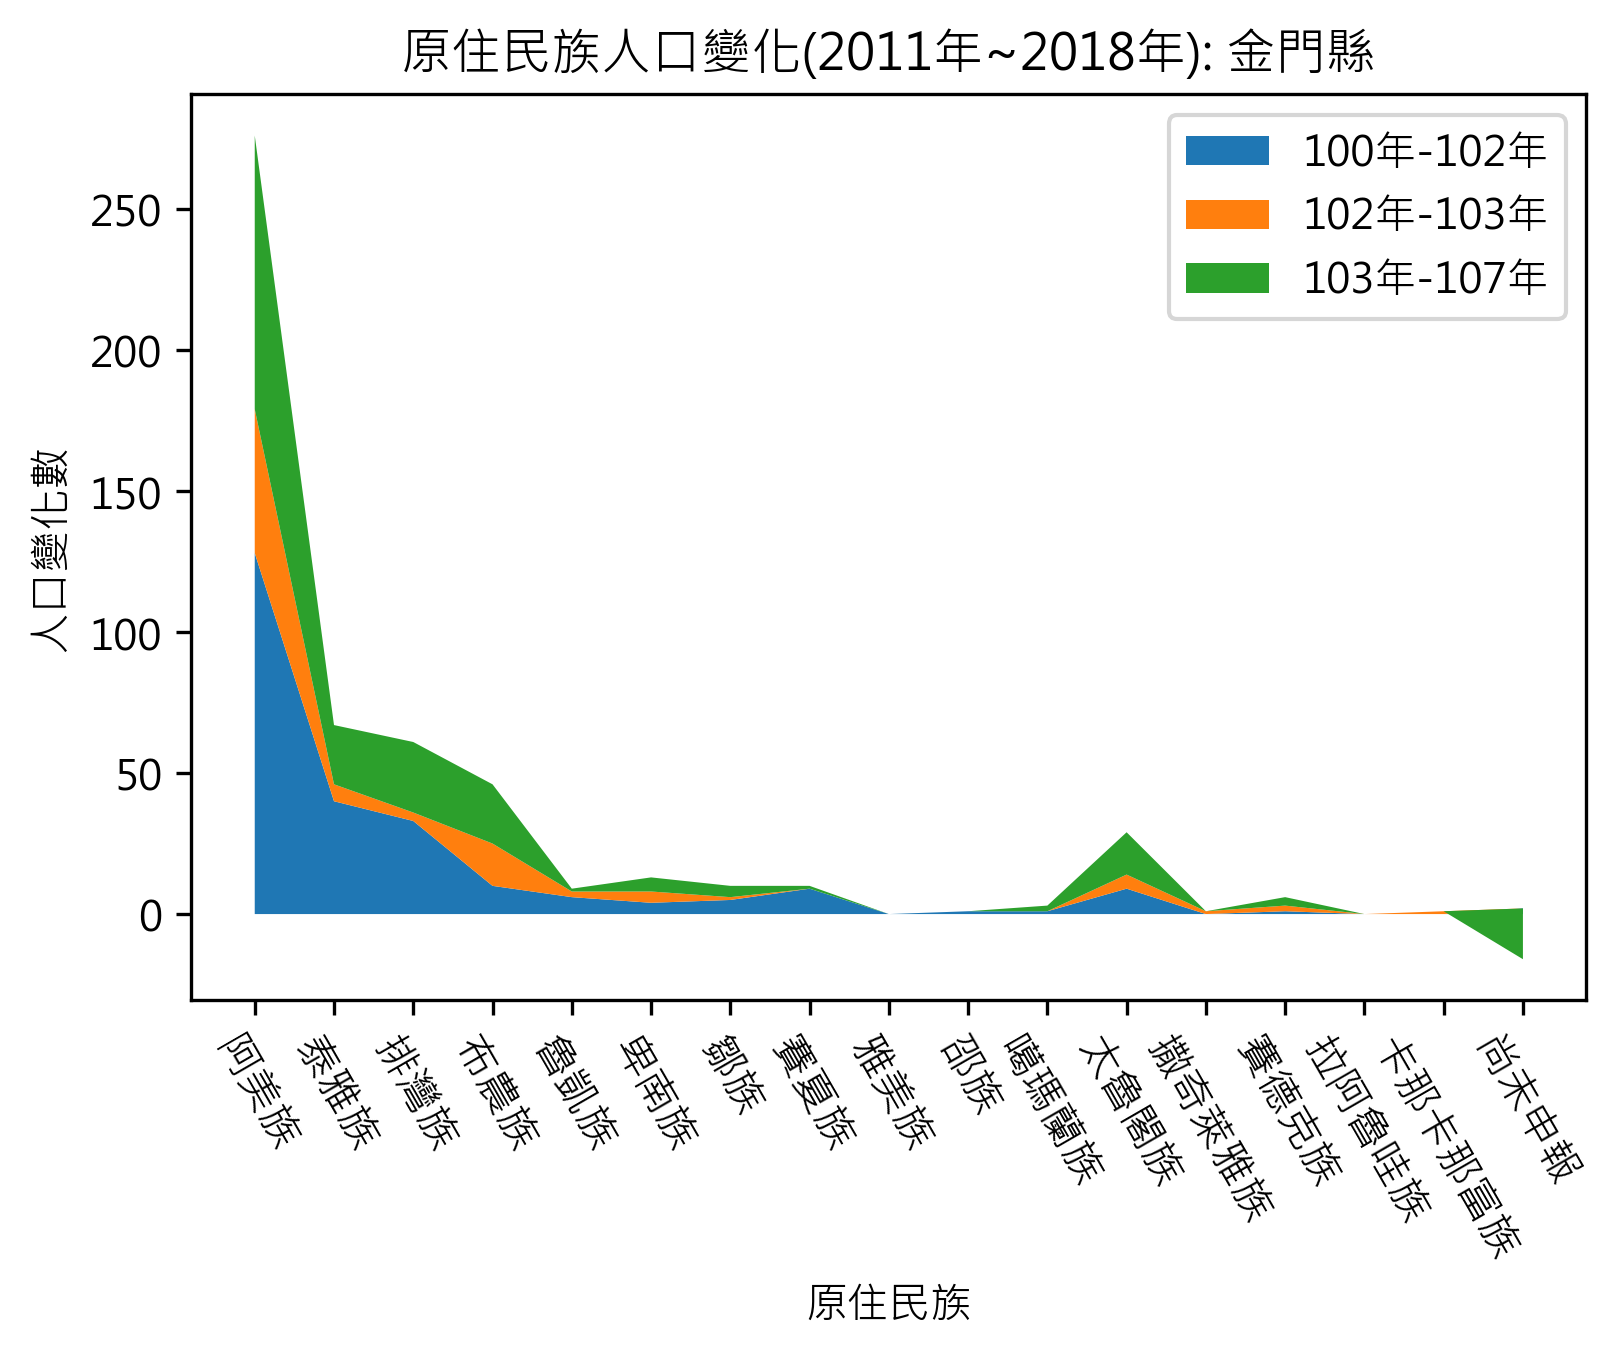 原住民族人口變化(2011年~2018年): 金門縣
100年-102年
102年-103年
103年-107年
人口變化數
250
200
150
100
50
0
阿美族
泰雅族
排灣族
布農族
魯凱族
卑南族
鄒族
賽夏族
雅美族
邵族
噶瑪蘭族
太魯閣族
撒奇萊雅族
賽德克族
拉阿魯哇族
卡那卡那富族
尚未申報
原住民族